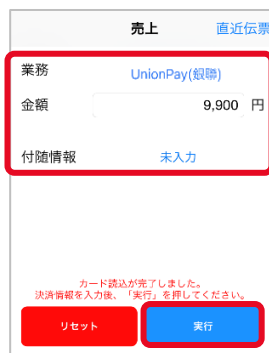 売上 直近伝票
業務 UnionPay(銀聯)
金額 9,900 円
付随情報 未入力
カード読込が完了しました。
決済情報を入力後、「実行」を押してください。
リセット 実行